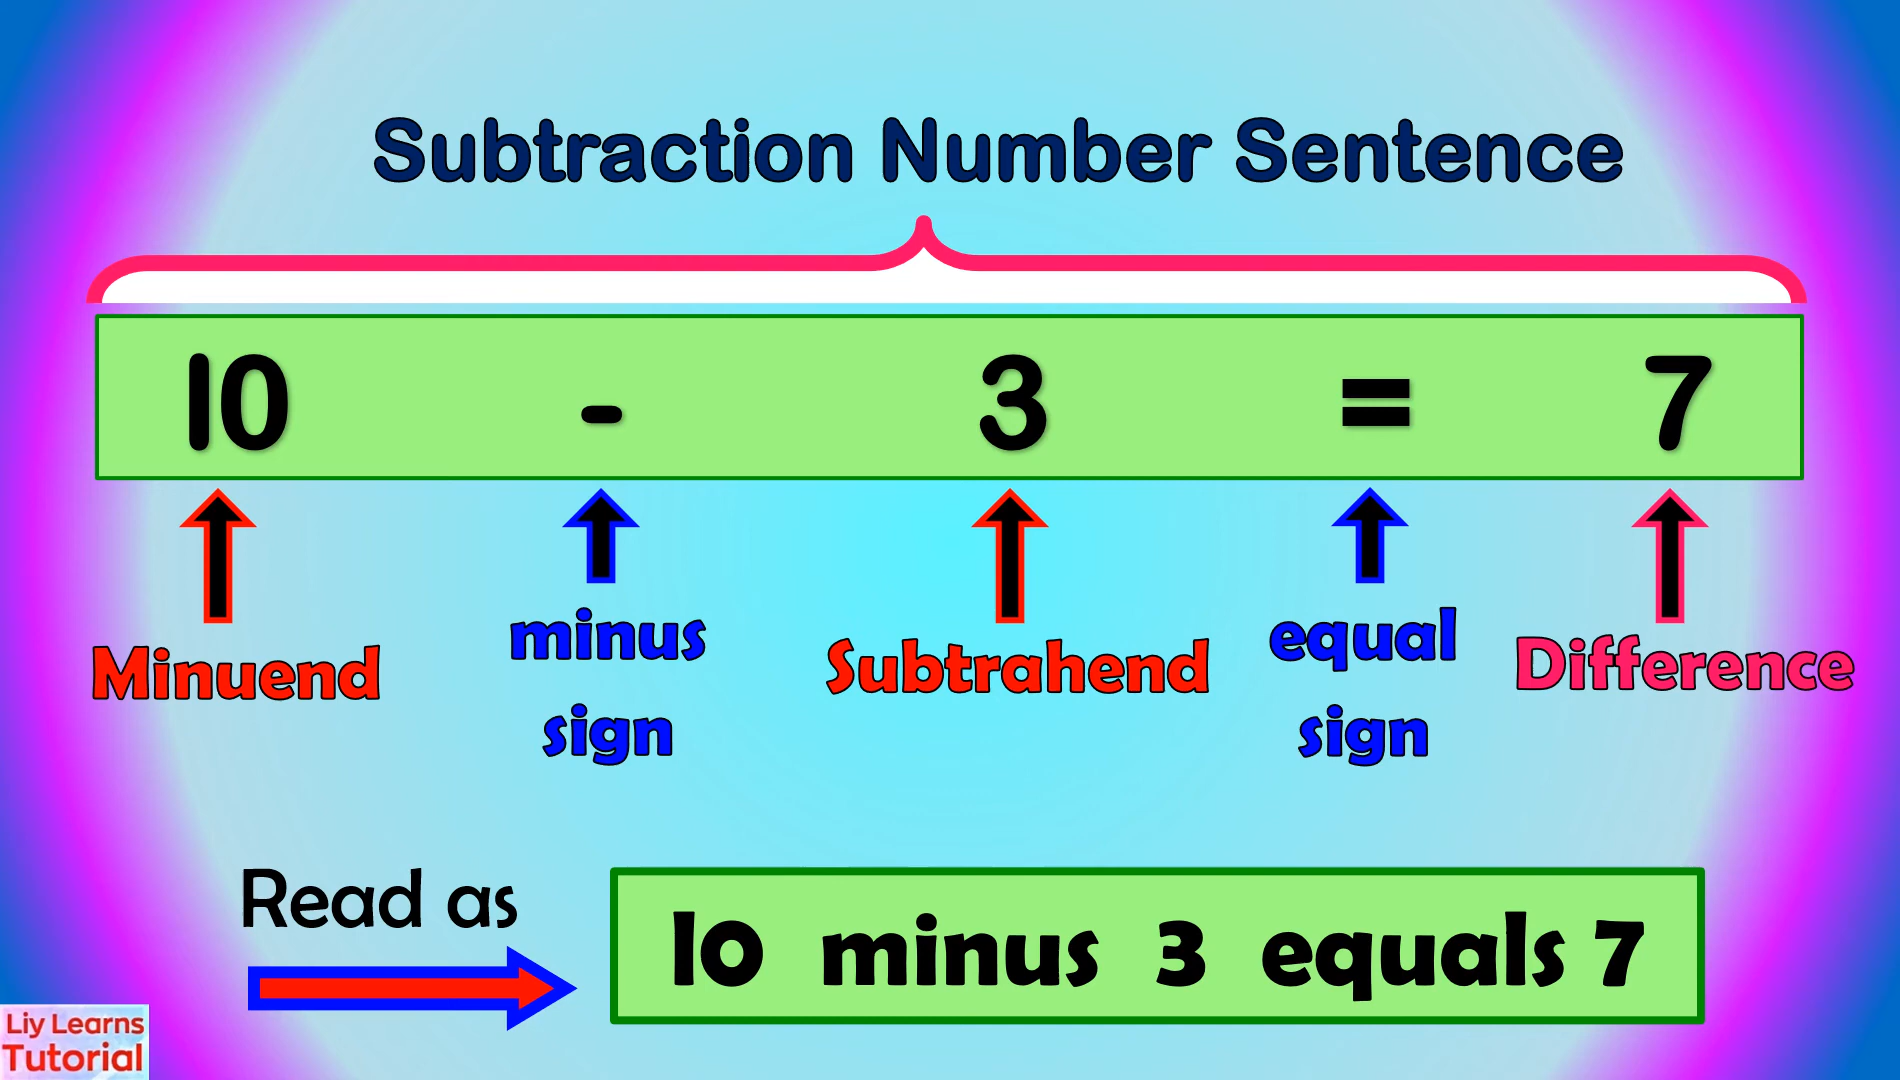 Subtraction Number Sentence
10 - 3 = 7
Minuend minus sign Subtrahend equal sign Difference
Read as
10 minus 3 equals 7
Liy Learns
Tutorial